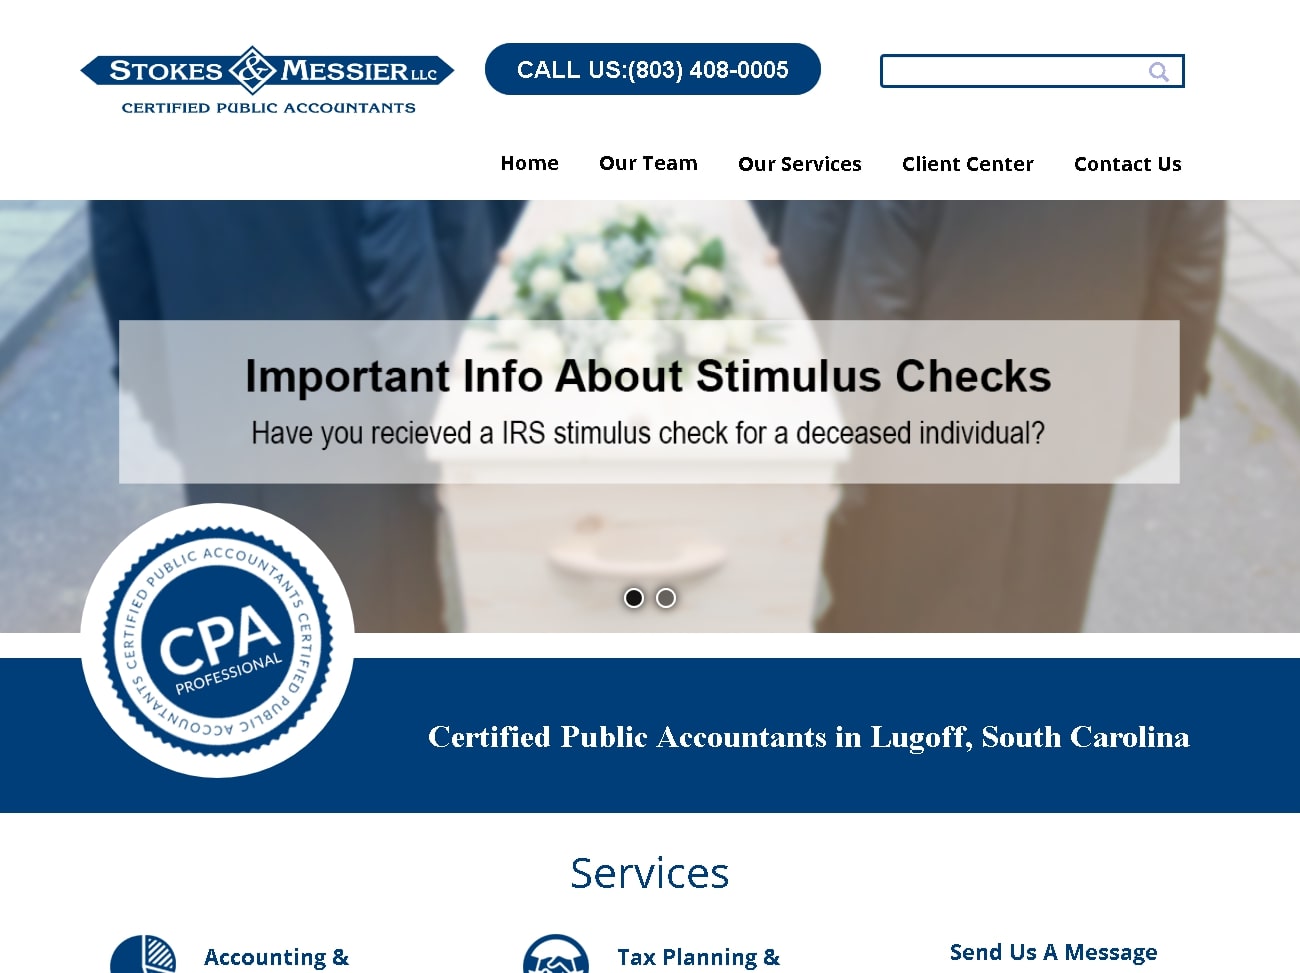 STOKES & MESSIER LLC
CERTIFIED PUBLIC ACCOUNTANTS
CALL US:(803) 408-0005
Home Our Team Our Services Client Center Contact Us
Important Info About Stimulus Checks
Have you recieved a IRS stimulus check for a deceased individual?
CERTIFIED PUBLIC ACCOUNTANTS CERTIFIED PUBLIC ACCOUNTANTS
CPA
PROFESSIONAL
Certified Public Accountants in Lugoff, South Carolina
Services
Accounting &
Tax Planning &
Send Us A Message